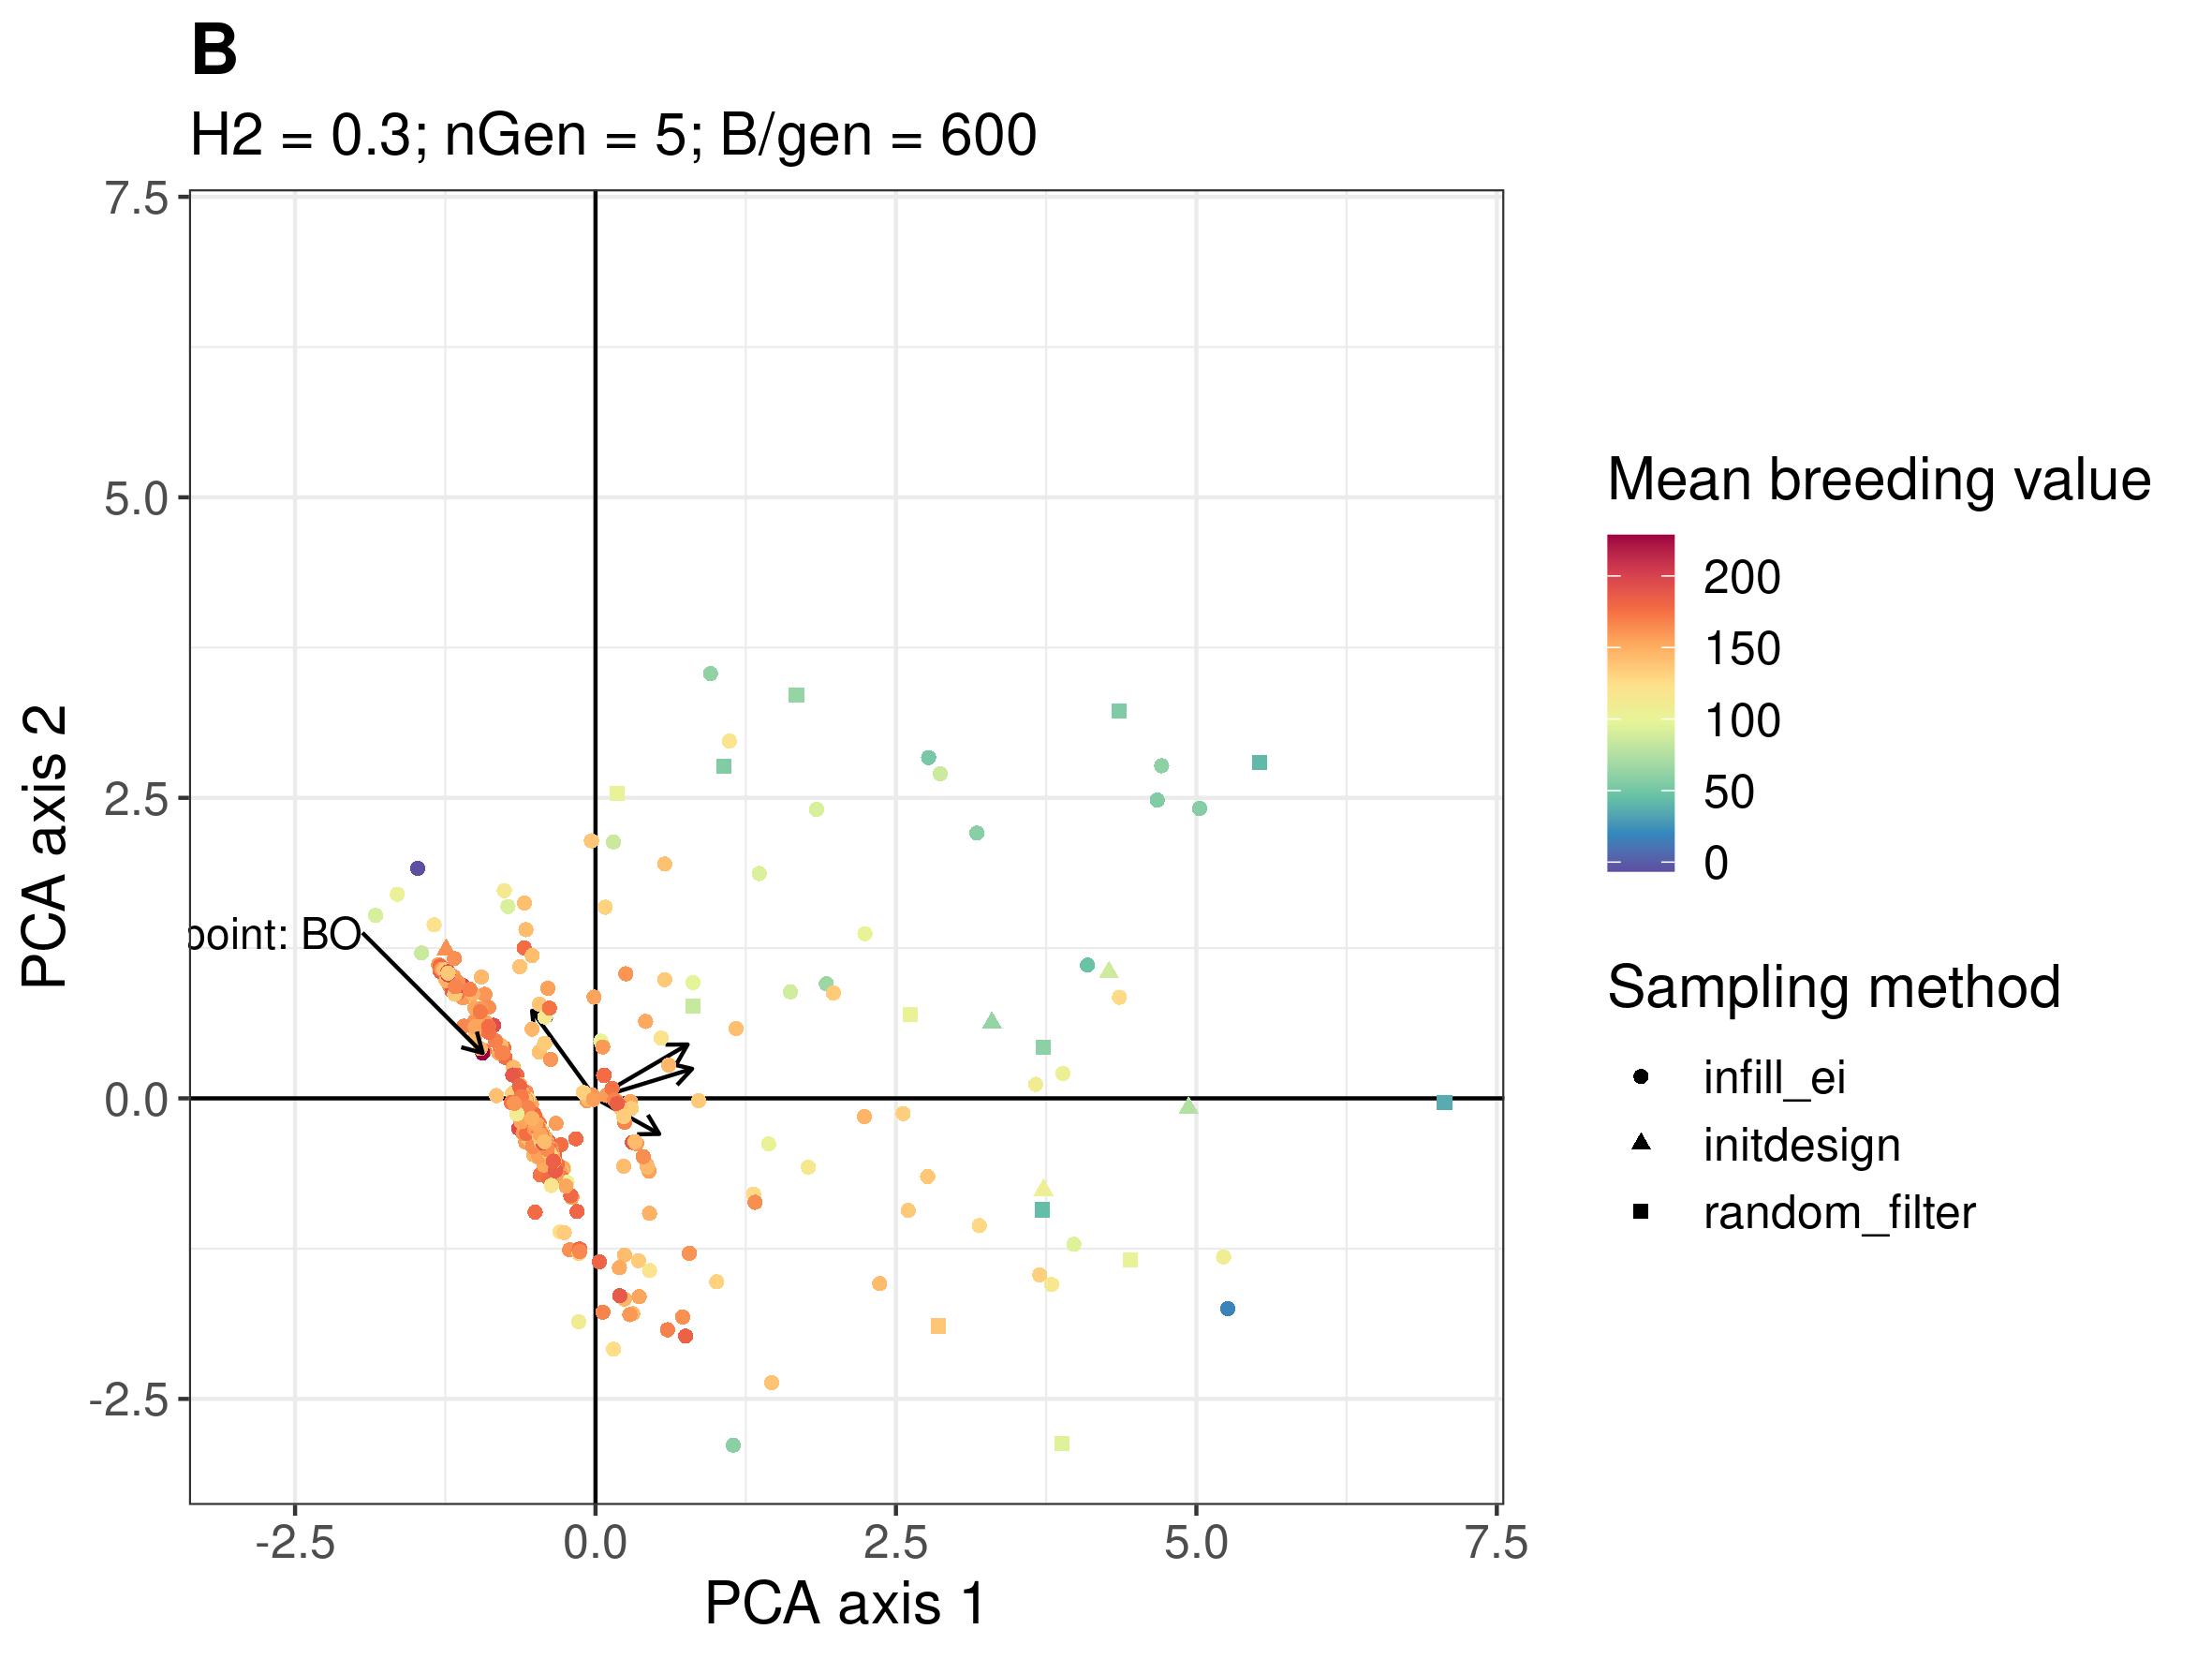 B
H2 = 0.3; nGen = 5; B/gen = 600
7.5
5.0
2.5
0.0
-2.5
PCA axis 2
point: BO
-2.5
0.0
2.5
5.0
7.5
PCA axis 1
Mean breeding value
200
150
100
50
0
Sampling method
infill_ei
initdesign
random_filter